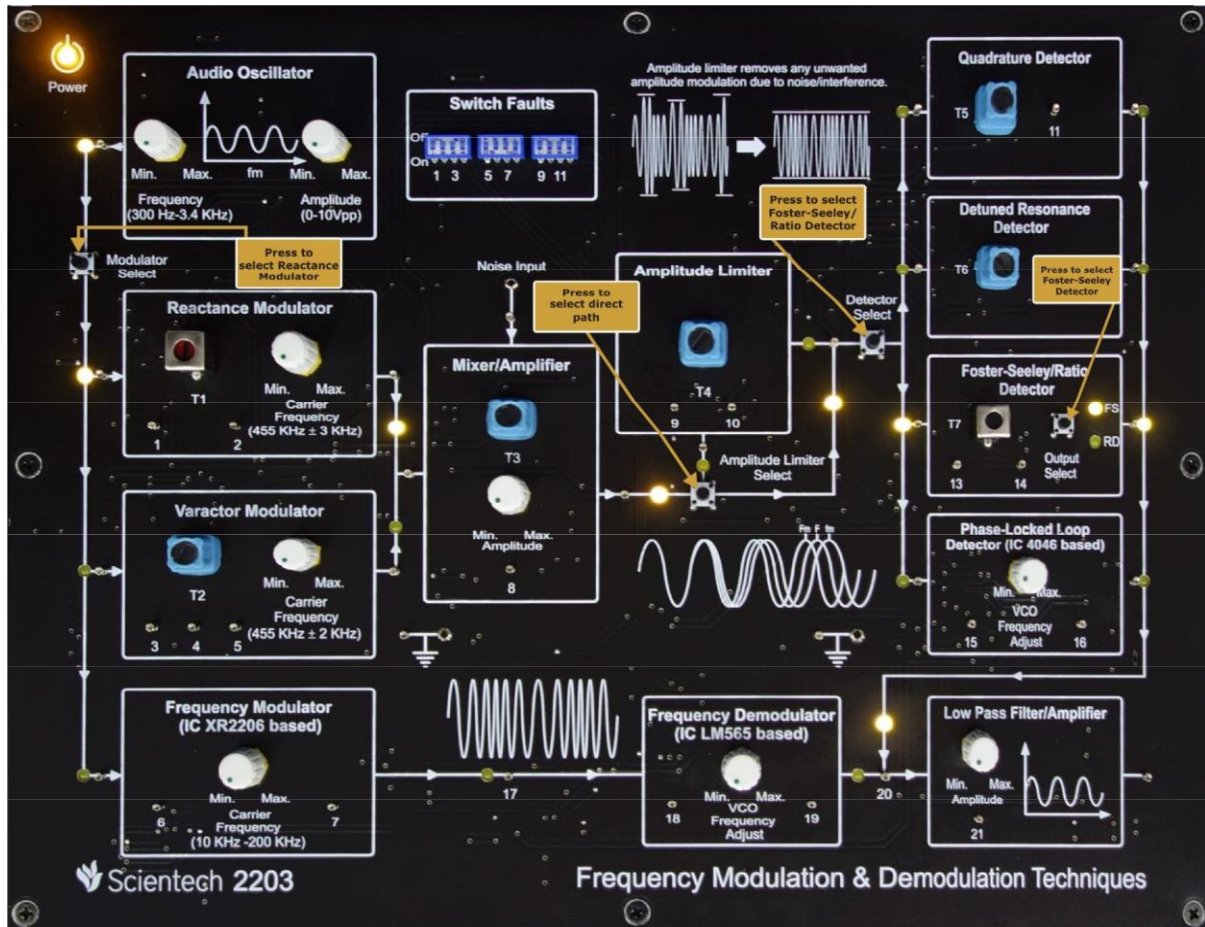 Power
Audio Oscillator
Min. Max. fm Min. Max.
Frequency
(300 Hz-3.4 KHz)
Amplitude
(0-10Vpp)
Modulator
Select
Press to
select Reactance
Modulator
Switch Faults
On
1 3 5 7 9 11
Amplitude limiter removes any unwanted
amplitude modulation due to noise/interference.
Press to select
Foster-Seeley/
Ratio Detector
Quadrature Detector
T5
11
Detuned Resonance
Detector
T6
Press to select
Foster-Seeley
Detector
Reactance Modulator
T1
Min. Max.
Carrier
Frequency
(455 KHz ± 3 KHz)
1 2
Noise Input
Mixer/Amplifier
T3
Min. Max.
Amplitude
8
Press to
select direct
path
Amplitude Limiter
T4
9 10
Amplitude Limiter
Select
Detector
Select
Foster-Seeley/Ratio
Detector
T7
FS
RD
Output
Select
13 14
Varactor Modulator
T2
Min. Max.
Carrier
Frequency
(455 KHz ± 2 KHz)
3 4 5
Fm F fm
Phase-Locked Loop
Detector (IC 4046 based)
Min. Max.
VCO
Frequency
Adjust
15 16
Frequency Modulator
(IC XR2206 based)
Min. Max.
Carrier
Frequency
(10 KHz -200 KHz)
6 7
17
Frequency Demodulator
(IC LM565 based)
Min. Max.
VCO
Frequency
Adjust
18 19
20
Low Pass Filter/Amplifier
Min. Max.
Amplitude
21
Scientech 2203
Frequency Modulation & Demodulation Techniques